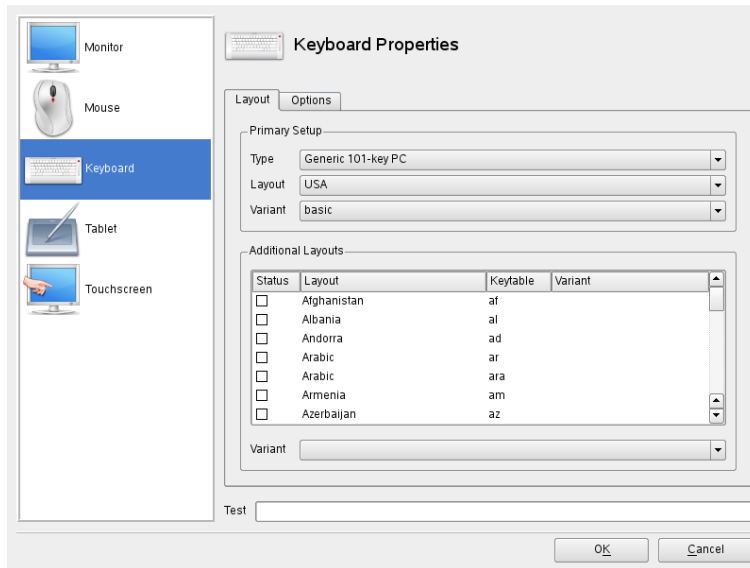 Monitor
Mouse
Keyboard
Tablet
Touchscreen
Keyboard Properties
Layout Options
Primary Setup
Type Generic 101-key PC
Layout USA
Variant basic
Additional Layouts
Status Layout Keytable Variant
Afghanistan af
Albania al
Andorra ad
Arabic ar
Arabic ara
Armenia am
Azerbaijan az
Variant
Test
OK Cancel